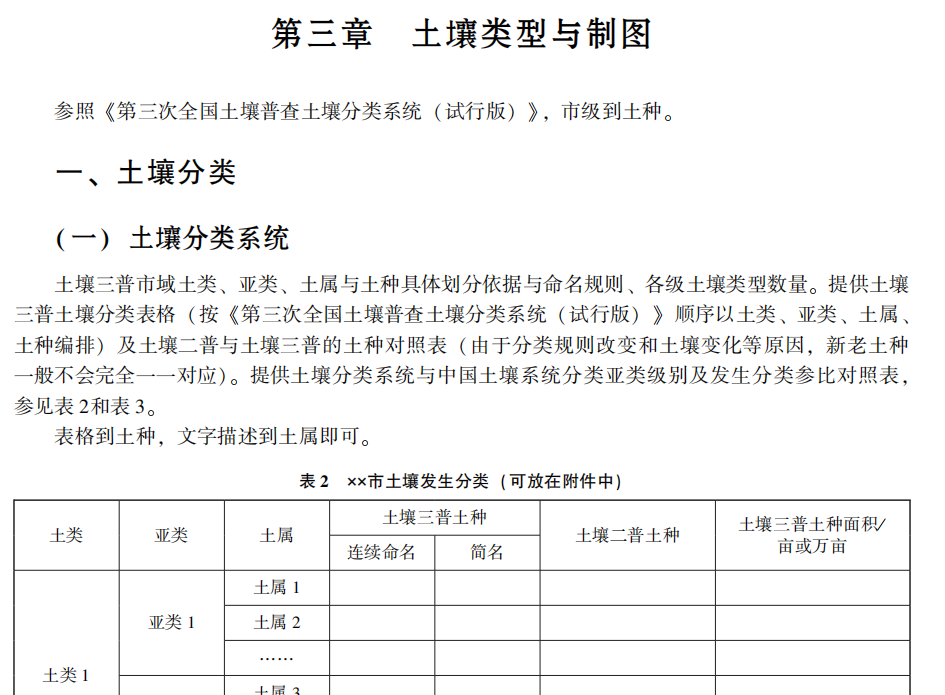 第三章 土壤类型与制图
参照《第三次全国土壤普查土壤分类系统（试行版）》，市级到土种。
一、土壤分类
（一）土壤分类系统
土壤三普市域土类、亚类、土属与土种具体划分依据与命名规则、各级土壤类型数量。提供土壤
三普土壤分类表格（按《第三次全国土壤普查土壤分类系统（试行版）》顺序以土类、亚类、土属、
土种编排）及土壤二普与土壤三普的土种对照表（由于分类规则改变和土壤变化等原因，新老土种
一般不会完全一一对应）。提供土壤分类系统与中国土壤系统分类亚类级别及发生分类参比对照表，
参见表 2和表 3。
表格到土种，文字描述到土属即可。
表 2 ××市土壤发生分类（可放在附件中）
土类 亚类 土属 土壤三普土种 土壤二普土种 土壤三普土种面积/
亩或万亩
连续命名 简名
土属 1
亚类 1 土属 2
……
土类 1
土属 3